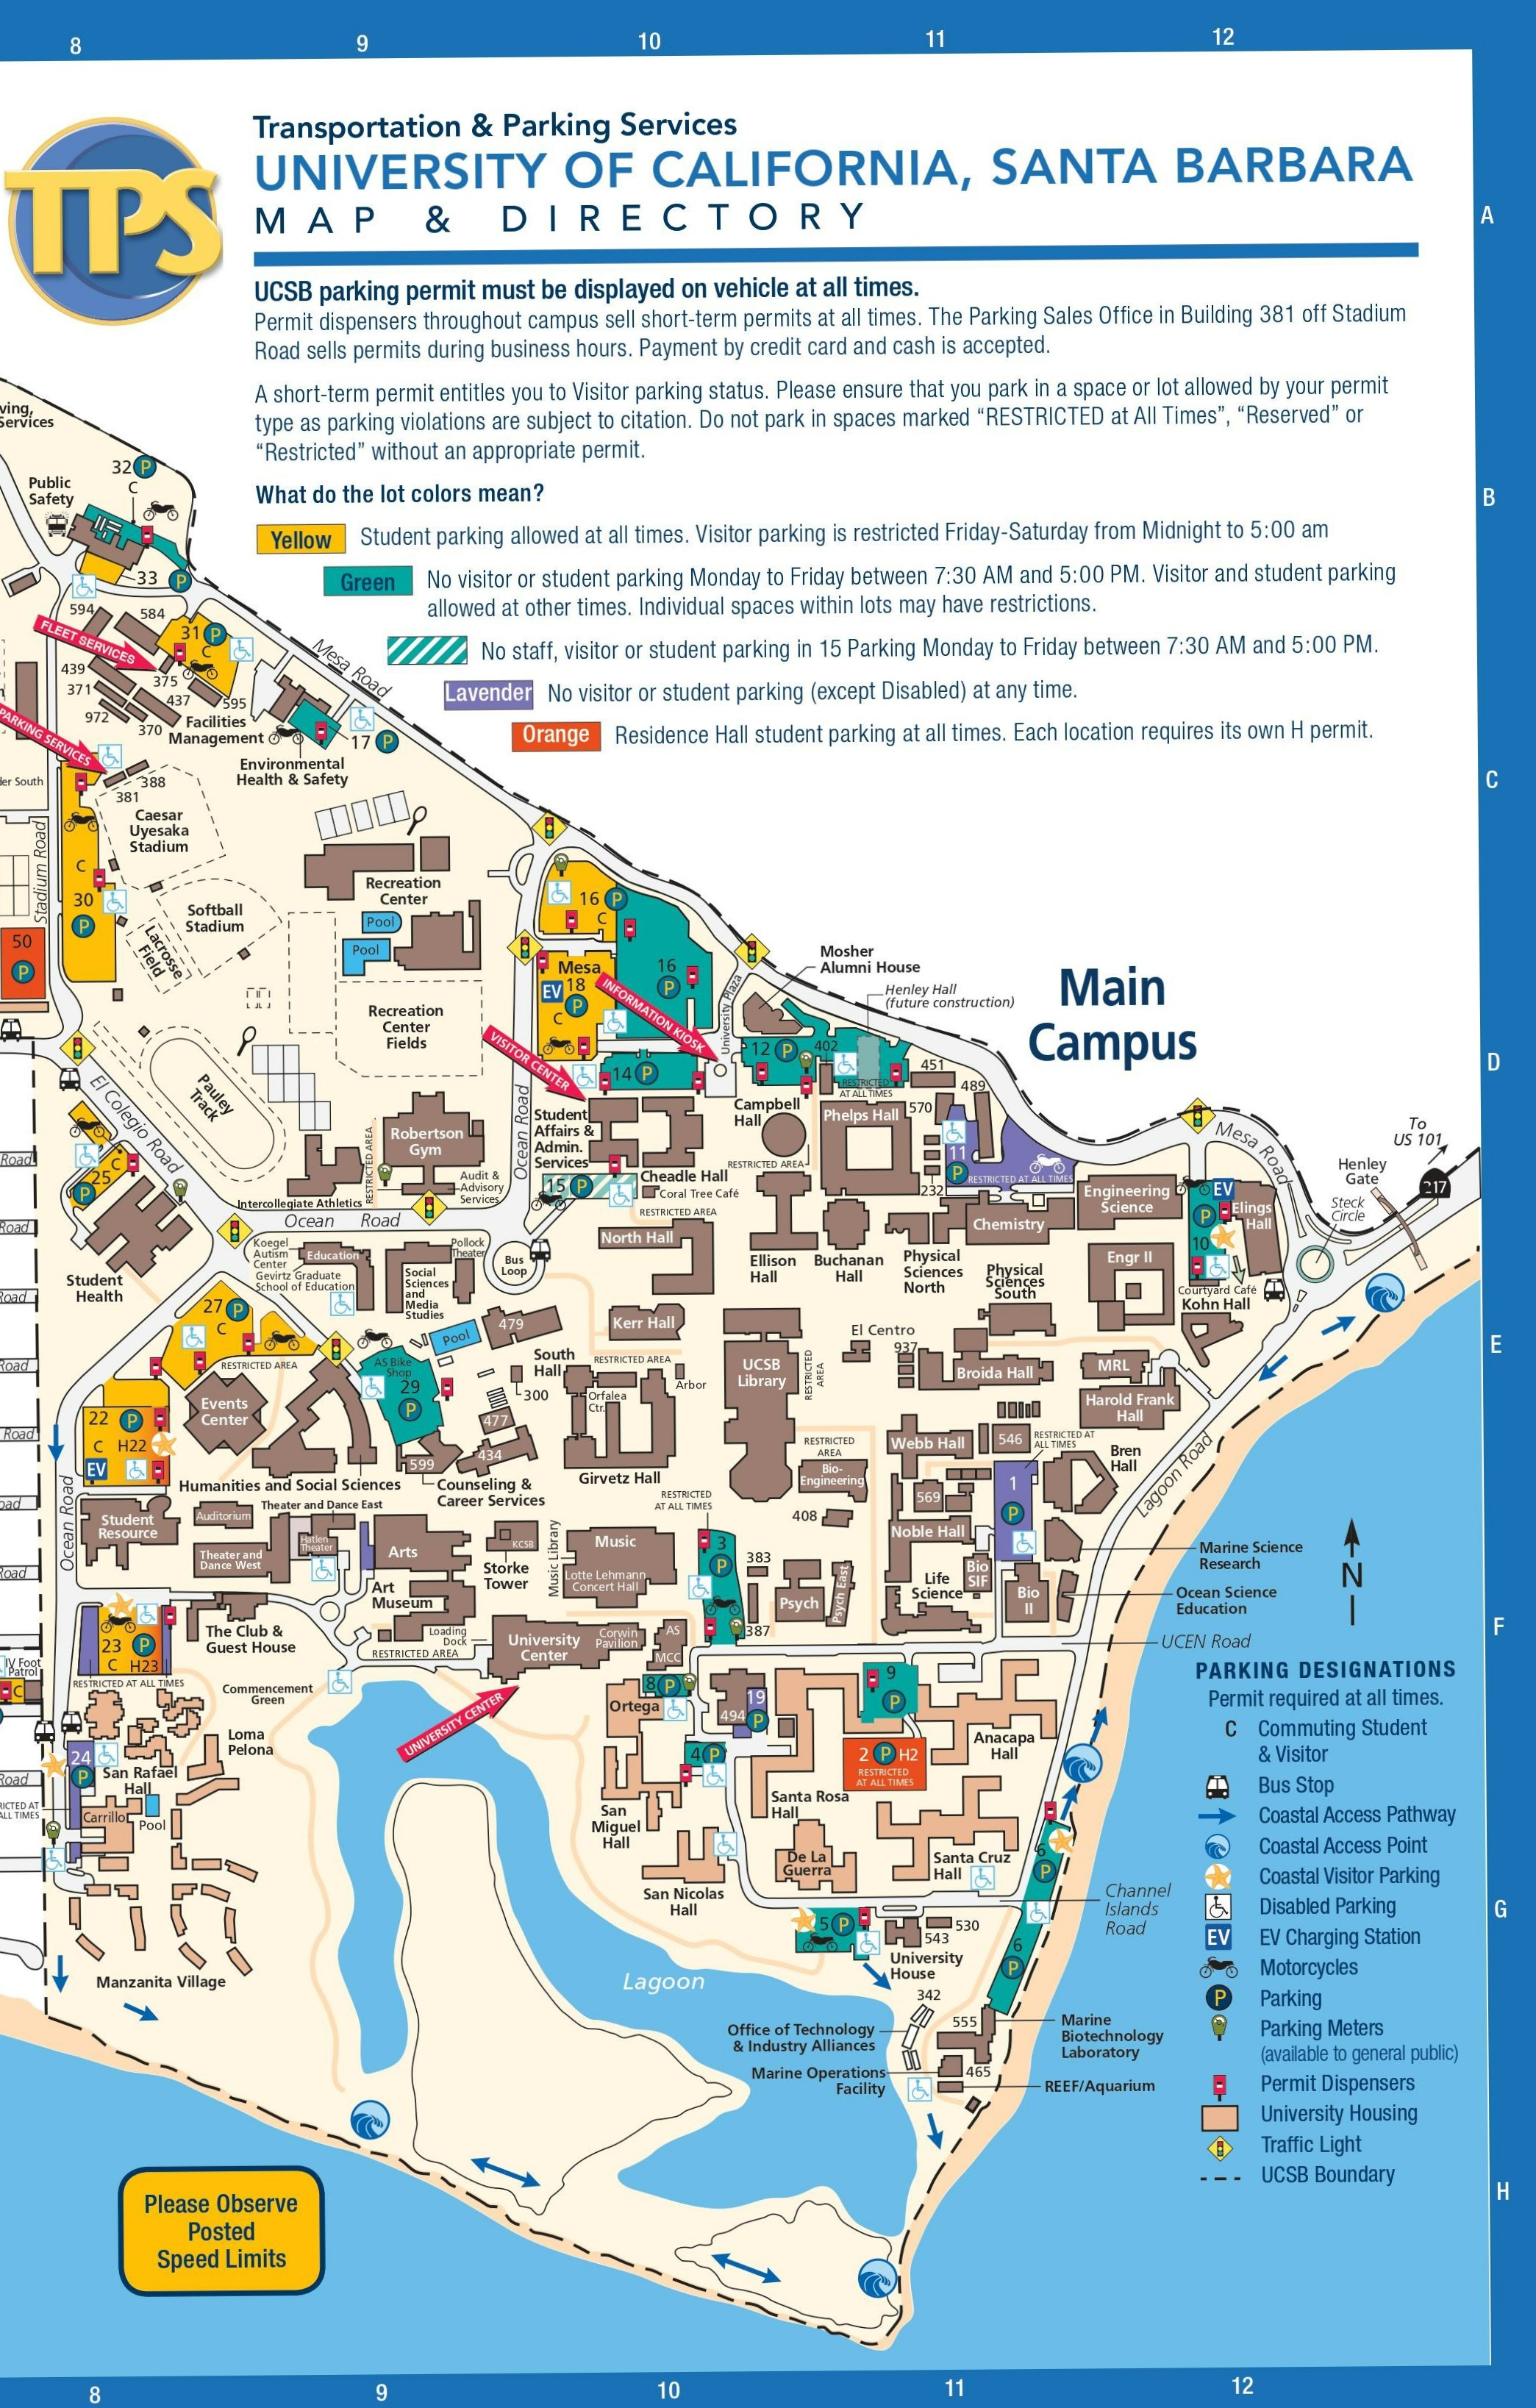 8
9
10
11
12
TPS
Transportation & Parking Services
UNIVERSITY OF CALIFORNIA, SANTA BARBARA
MAP & DIRECTORY
A
UCSB parking permit must be displayed on vehicle at all times.
Permit dispensers throughout campus sell short-term permits at all times. The Parking Sales Office in Building 381 off Stadium
Road sells permits during business hours. Payment by credit card and cash is accepted.
A short-term permit entitles you to Visitor parking status. Please ensure that you park in a space or lot allowed by your permit
type as parking violations are subject to citation. Do not park in spaces marked “RESTRICTED at All Times”, “Reserved” or
“Restricted” without an appropriate permit.
What do the lot colors mean?
B
Yellow Student parking allowed at all times. Visitor parking is restricted Friday-Saturday from Midnight to 5:00 am
Green No visitor or student parking Monday to Friday between 7:30 AM and 5:00 PM. Visitor and student parking
allowed at other times. Individual spaces within lots may have restrictions.
No staff, visitor or student parking in 15 Parking Monday to Friday between 7:30 AM and 5:00 PM.
Lavender No visitor or student parking (except Disabled) at any time.
Orange Residence Hall student parking at all times. Each location requires its own H permit.
ving,
Services
32 P
C
Public
Safety
33 P
594
584
FLEET SERVICES
31 P
C
439
371
375
437
595
972
370
Facilities
Management
PARKING SERVICES
Mesa Road
17 P
Environmental
Health & Safety
C
der South
388
381
Caesar
Uyesaka
Stadium
Stadium Road
C
30
P
Softball
Stadium
Lacrosse
Field
50
P
Recreation
Center
Pool
Pool
Recreation
Center
Fields
16 P
C
Mesa
EV 18
P
C
16
P
INFORMATION KIOSK
VISITOR CENTER
University Plaza
Mosher
Alumni House
Henley Hall
(future construction)
Main
Campus
14 P
12 P
402
RESTRICTED
AT ALL TIMES
451
489
D
El Colegio Road
Pauley
Track
Ocean Road
Student
Affairs &
Admin.
Services
Campbell
Hall
Phelps Hall
570
Robertson
Gym
RESTRICTED AREA
Audit &
Advisory
Services
Intercollegiate Athletics
Cheadle Hall
Coral Tree Café
RESTRICTED AREA
RESTRICTED AREA
15 P
11
P
RESTRICTED AT ALL TIMES
232
Mesa Road
To
US 101
Henley
Gate
217
Steck
Circle
Road
C
25
P
Ocean Road
Student
Health
Road
Koegel
Autism
Center
Education
Gevirtz Graduate
School of Education
Social
Sciences
and
Media
Studies
Pollock
Theater
Bus
Loop
North Hall
Ellison
Hall
Buchanan
Hall
Physical
Sciences
North
Physical
Sciences
South
Chemistry
Engineering
Science
Engr II
EV
P
Elings
Hall
10
Courtyard Café
Kohn Hall
Road
27 P
C
RESTRICTED AREA
Pool
479
Kerr Hall
El Centro
937
E
Road
AS Bike
Shop
29
P
South
Hall
300
RESTRICTED AREA
Orfalea
Ctr.
Arbor
UCSB
Library
RESTRICTED
AREA
Broida Hall
MRL
Harold Frank
Hall
Events
Center
22 P
C H22
EV
Road
477
434
599
Humanities and Social Sciences
Counseling &
Career Services
Girvetz Hall
RESTRICTED
AREA
Bio-
Engineering
Webb Hall
546
RESTRICTED AT
ALL TIMES
Bren
Hall
Lagoon Road
Ocean Road
oad
Student
Resource
Theater and Dance East
Auditorium
Hatlen
Theater
Theater and
Dance West
Arts
Art
Museum
KCSB
Storke
Tower
Music Library
Music
Lotte Lehmann
Concert Hall
RESTRICTED
AT ALL TIMES
408
569
1
P
Noble Hall
Marine Science
Research
N
Road
3
P
383
387
Psych
Psych East
Life
Science
Bio
SIF
Bio
II
Ocean Science
Education
23 P
C H23
RESTRICTED AT ALL TIMES
The Club &
Guest House
Loading
Dock
RESTRICTED AREA
University
Center
Corwin
Pavilion
AS
MCC
F
UCEN Road
IV Foot
Patrol
C
Commencement
Green
UNIVERSITY CENTER
8 P
Ortega
19
494 P
9
P
Anacapa
Hall
Loma
Pelona
24
P
San Rafael
Hall
Road
RICTED AT
ALL TIMES
Carrillo
Pool
4 P
2 P H2
RESTRICTED
AT ALL TIMES
San
Miguel
Hall
Santa Rosa
Hall
De La
Guerra
Santa Cruz
Hall
San Nicolas
Hall
6
P
Channel
Islands
Road
G
5 P
530
543
University
House
6
P
Manzanita Village
Lagoon
342
555
Office of Technology
& Industry Alliances
Marine
Biotechnology
Laboratory
Marine Operations
Facility
465
REEF/Aquarium
PARKING DESIGNATIONS
Permit required at all times.
C Commuting Student
& Visitor
Bus Stop
Coastal Access Pathway
Coastal Access Point
Coastal Visitor Parking
Disabled Parking
EV EV Charging Station
Motorcycles
P Parking
Parking Meters
(available to general public)
Permit Dispensers
University Housing
Traffic Light
UCSB Boundary
H
Please Observe
Posted
Speed Limits
8
9
10
11
12